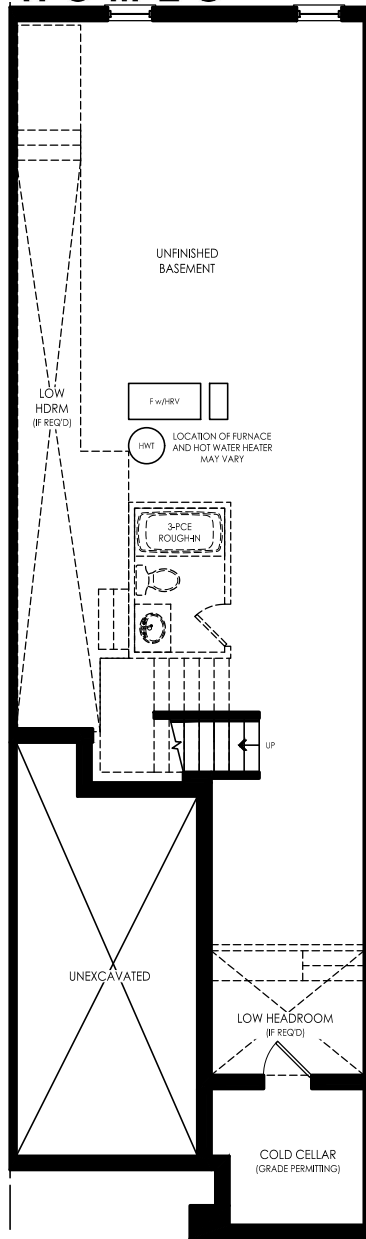 UNFINISHED
BASEMENT
LOW
HDRM
(IF REQ'D)
F w/HRV
HWT
LOCATION OF FURNACE
AND HOT WATER HEATER
MAY VARY
3-PCE
ROUGH-IN
UP
UNEXCAVATED
LOW HEADROOM
(IF REQ'D)
COLD CELLAR
(GRADE PERMITTING)